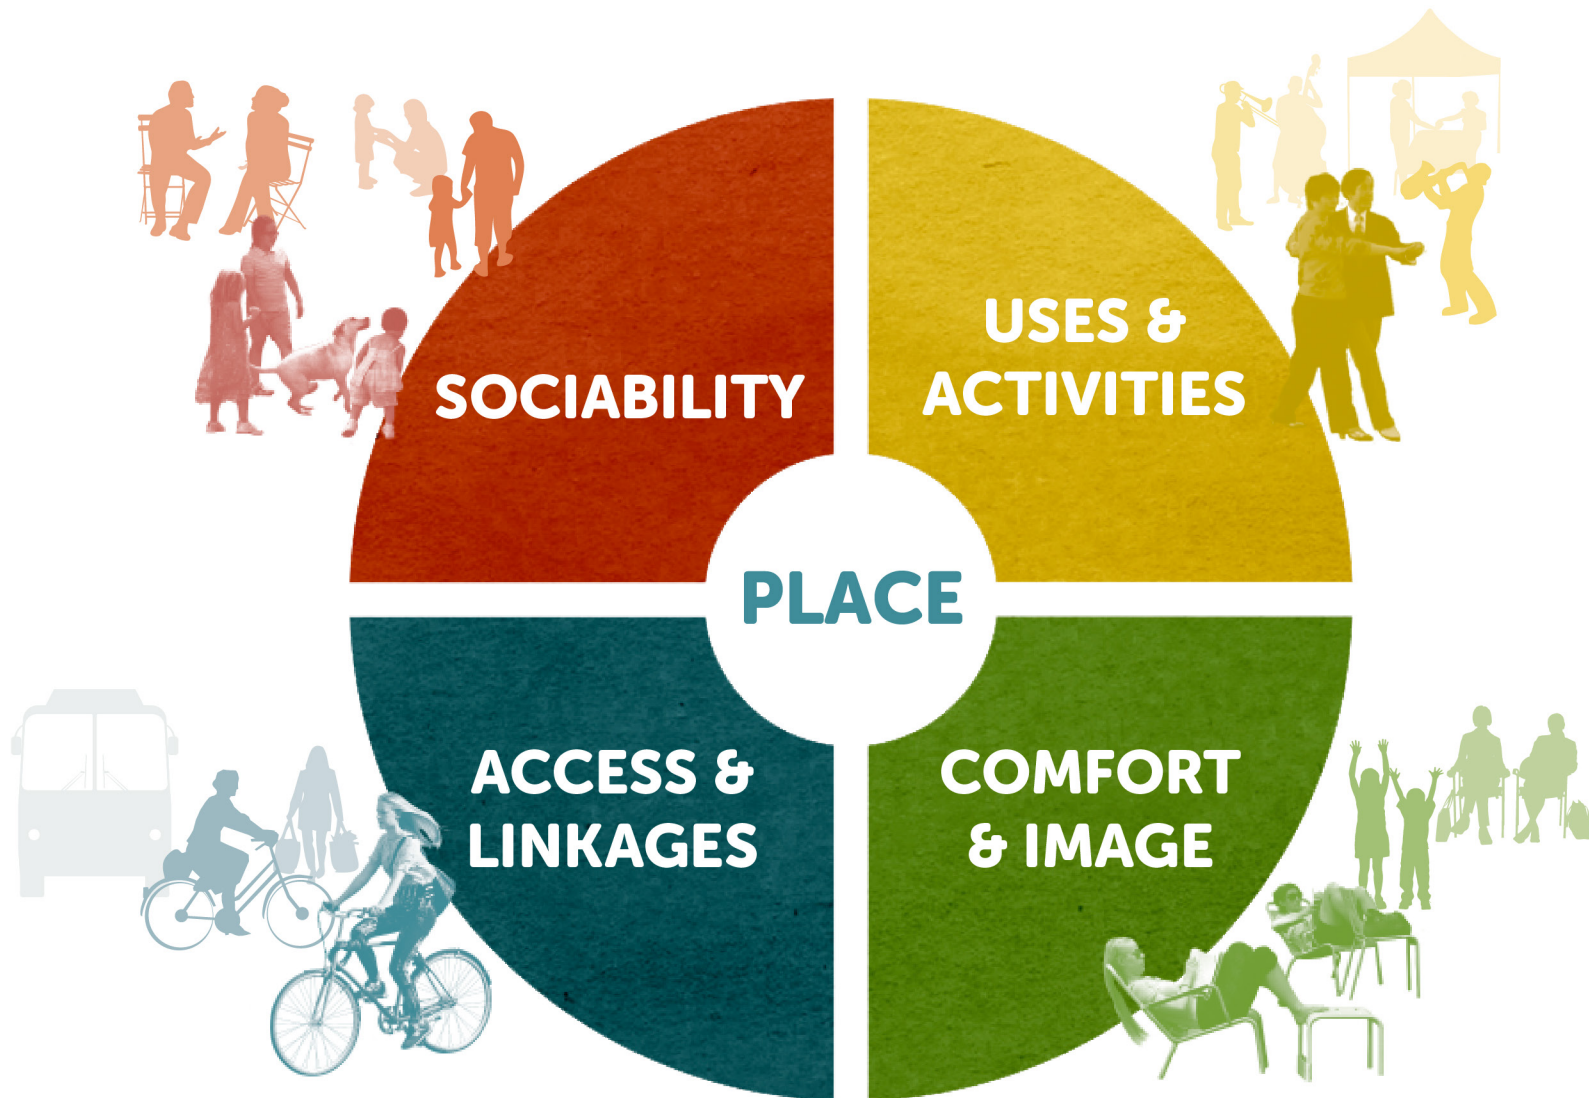 SOCIABILITY
USES &
ACTIVITIES
PLACE
ACCESS &
LINKAGES
COMFORT
& IMAGE